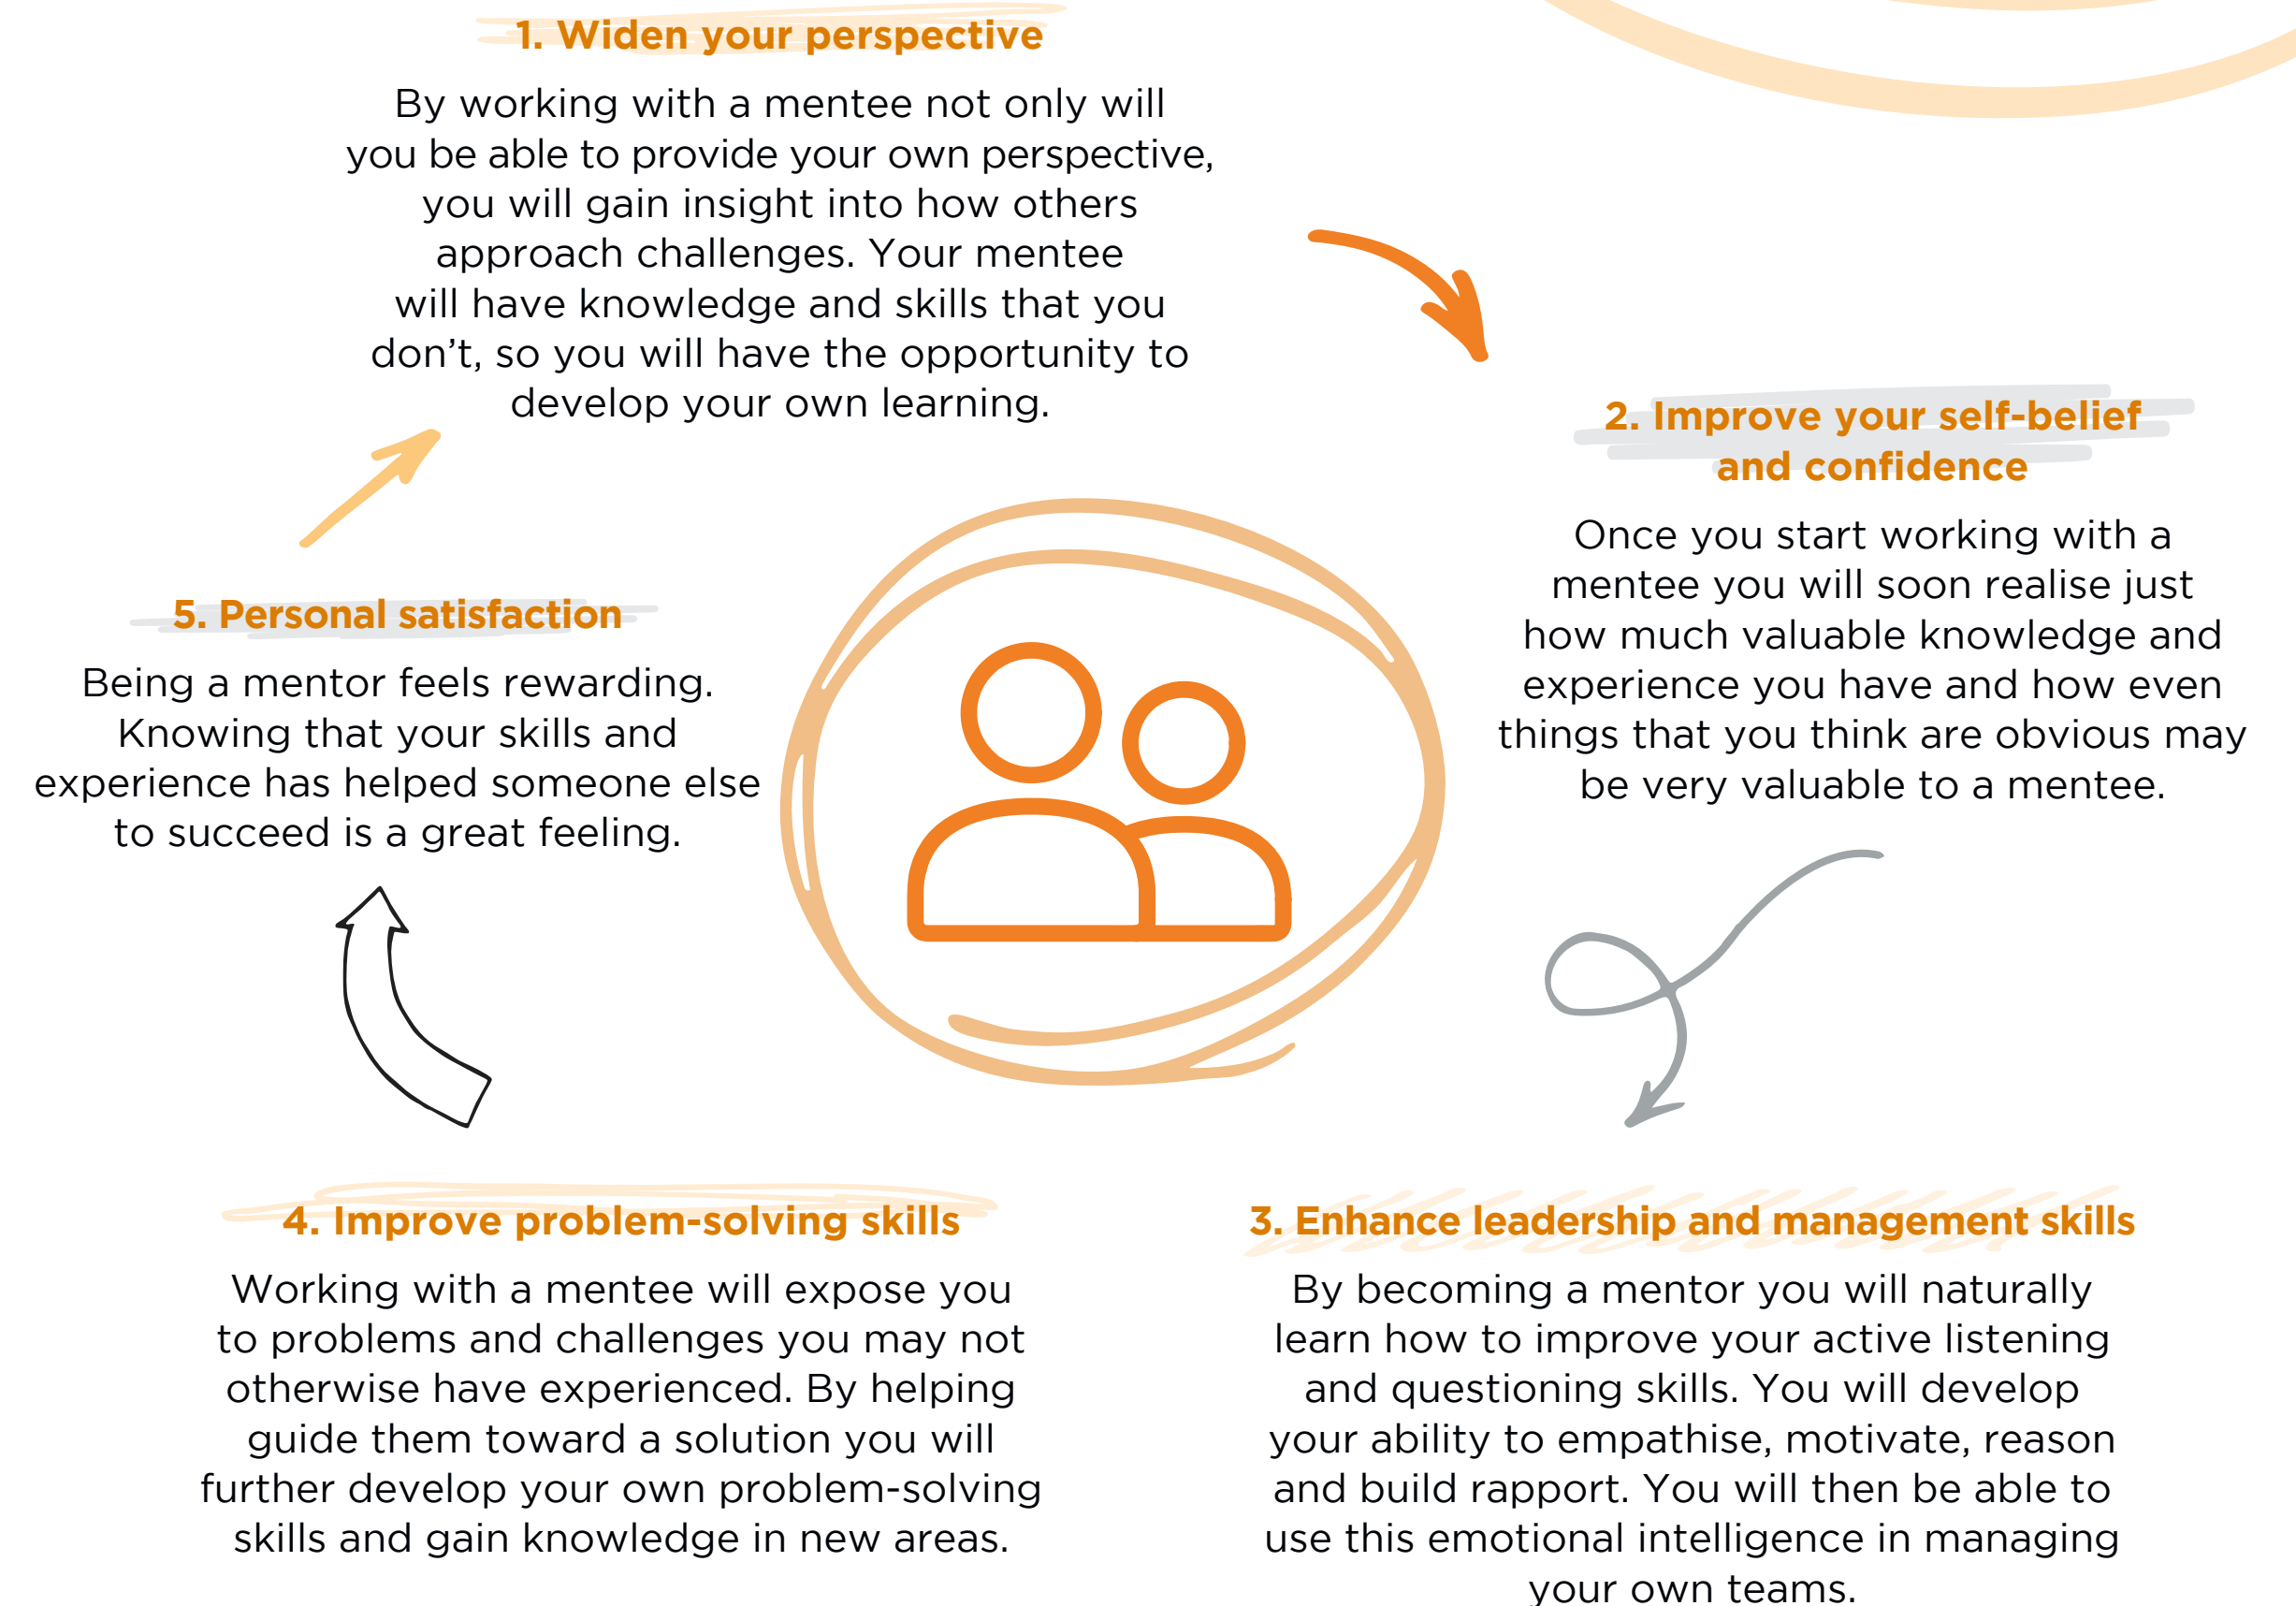 1. Widen your perspective
By working with a mentee not only will
you be able to provide your own perspective,
you will gain insight into how others
approach challenges. Your mentee
will have knowledge and skills that you
don’t, so you will have the opportunity to
develop your own learning.
2. Improve your self-belief
and confidence
Once you start working with a
mentee you will soon realise just
how much valuable knowledge and
experience you have and how even
things that you think are obvious may
be very valuable to a mentee.
3. Enhance leadership and management skills
By becoming a mentor you will naturally
learn how to improve your active listening
and questioning skills. You will develop
your ability to empathise, motivate, reason
and build rapport. You will then be able to
use this emotional intelligence in managing
your own teams.
4. Improve problem-solving skills
Working with a mentee will expose you
to problems and challenges you may not
otherwise have experienced. By helping
guide them toward a solution you will
further develop your own problem-solving
skills and gain knowledge in new areas.
5. Personal satisfaction
Being a mentor feels rewarding.
Knowing that your skills and
experience has helped someone else
to succeed is a great feeling.